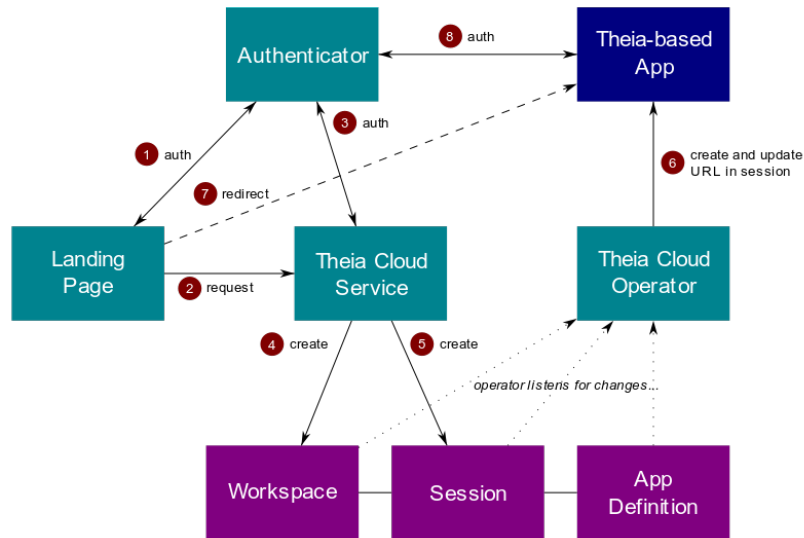 Authenticator
8 auth
Theia-based
App
3 auth
1 auth
6 create and update
URL in session
7 redirect
Landing
Page
2 request
Theia Cloud
Service
Theia Cloud
Operator
4 create
5 create
operator listens for changes...
Workspace
Session
App
Definition